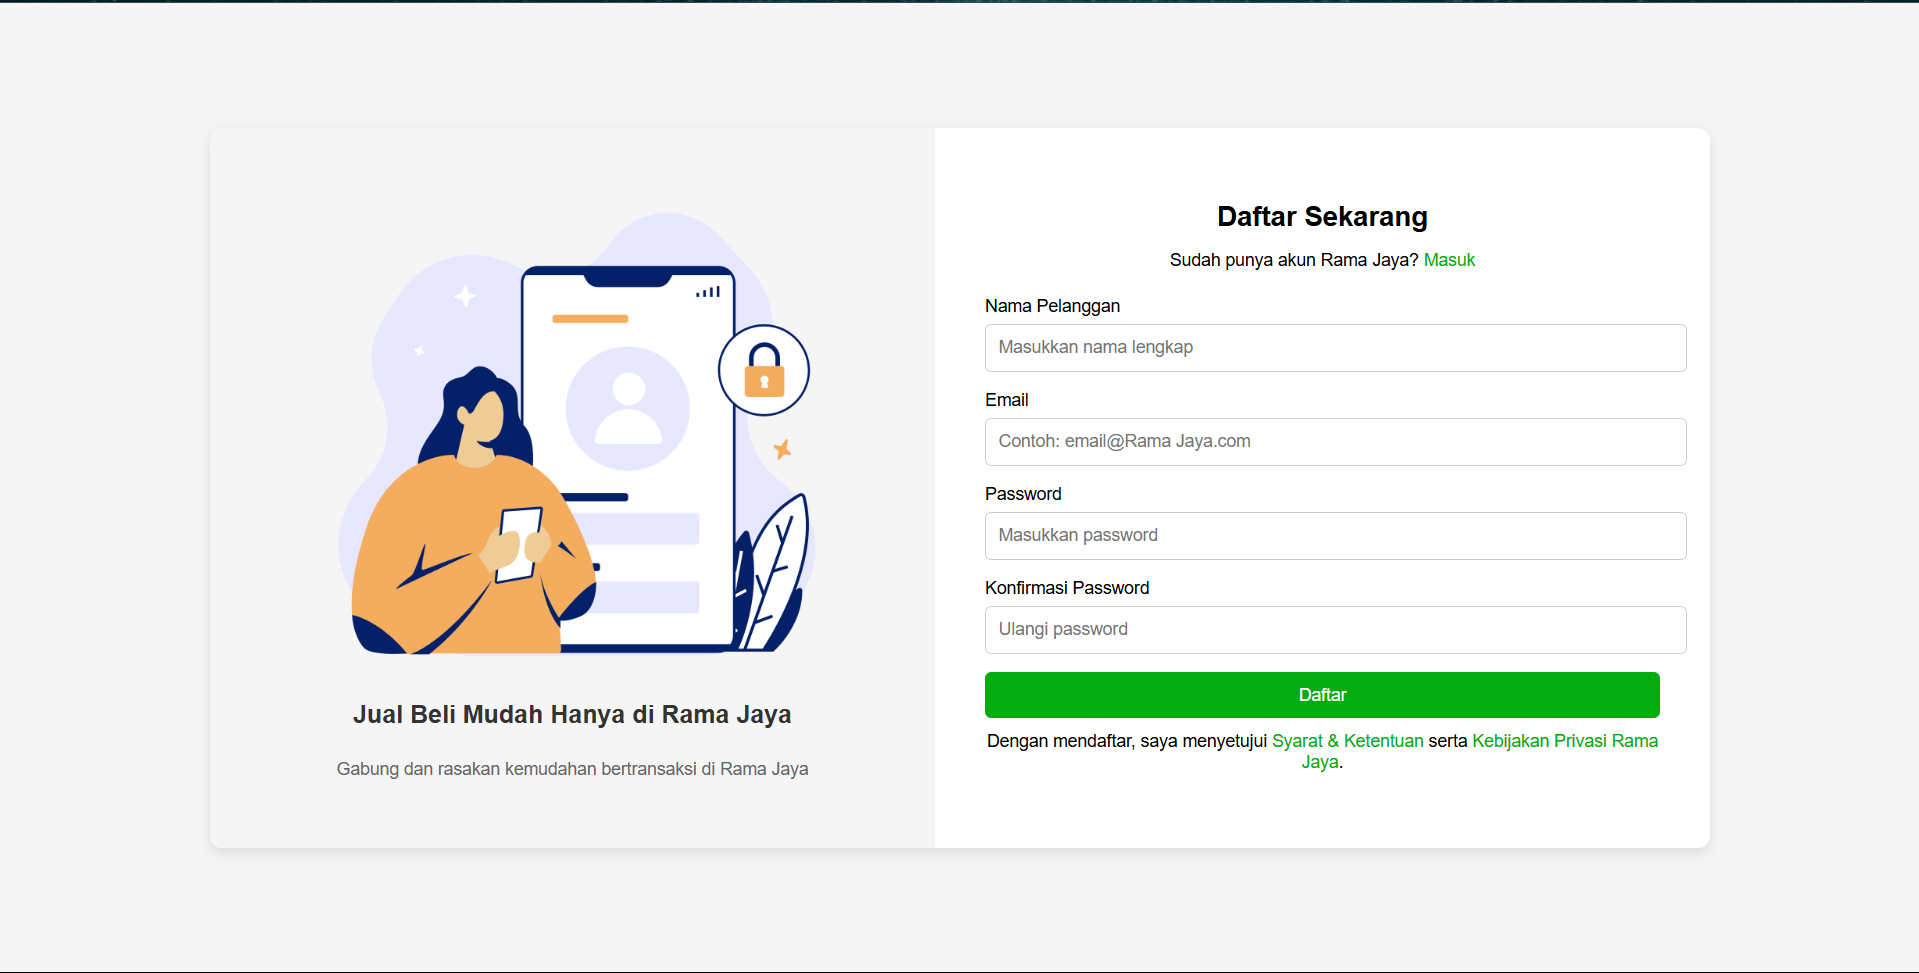 Jual Beli Mudah Hanya di Rama Jaya
Gabung dan rasakan kemudahan bertransaksi di Rama Jaya
Daftar Sekarang
Sudah punya akun Rama Jaya? Masuk
Nama Pelanggan
Masukkan nama lengkap
Email
Contoh: email@Rama Jaya.com
Password
Masukkan password
Konfirmasi Password
Ulangi password
Daftar
Dengan mendaftar, saya menyetujui Syarat & Ketentuan serta Kebijakan Privasi Rama
Jaya.